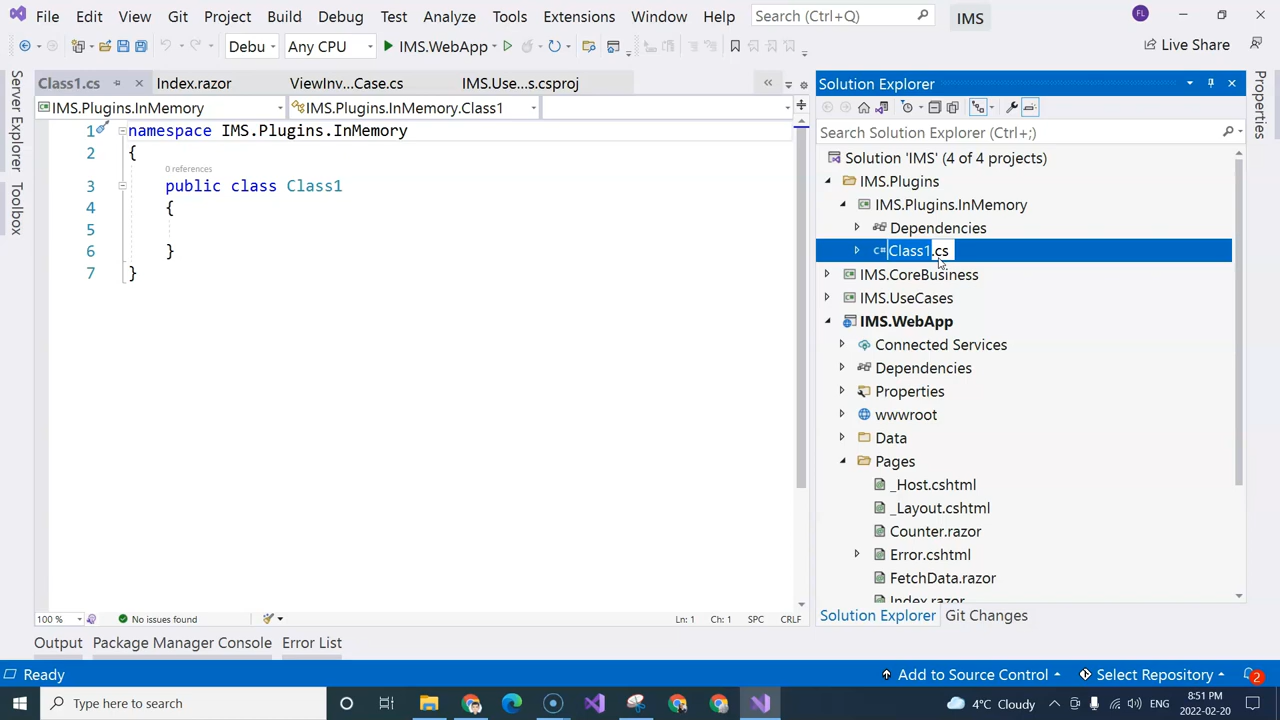 File Edit View Git Project Build Debug Test Analyze Tools Extensions Window Help Search (Ctrl+Q) IMS FL
Debu Any CPU IMS.WebApp Live Share
Server Explorer
Toolbox
Class1.cs Index.razor ViewInv...Case.cs IMS.Use...s.csproj
IMS.Plugins.InMemory IMS.Plugins.InMemory.Class1
1 namespace IMS.Plugins.InMemory
2 {
0 references
3 public class Class1
4 {
5
6 }
7 }
100 % No issues found Ln: 1 Ch: 1 SPC CRLF
Solution Explorer
Search Solution Explorer (Ctrl+;)
Solution 'IMS' (4 of 4 projects)
IMS.Plugins
IMS.Plugins.InMemory
Dependencies
C# Class1.cs
IMS.CoreBusiness
IMS.UseCases
IMS.WebApp
Connected Services
Dependencies
Properties
wwwroot
Data
Pages
_Host.cshtml
_Layout.cshtml
Counter.razor
Error.cshtml
FetchData.razor
Index.razor
Solution Explorer Git Changes
Properties
Output Package Manager Console Error List
Ready Add to Source Control Select Repository 2
Type here to search 4°C Cloudy ENG 8:51 PM
2022-02-20